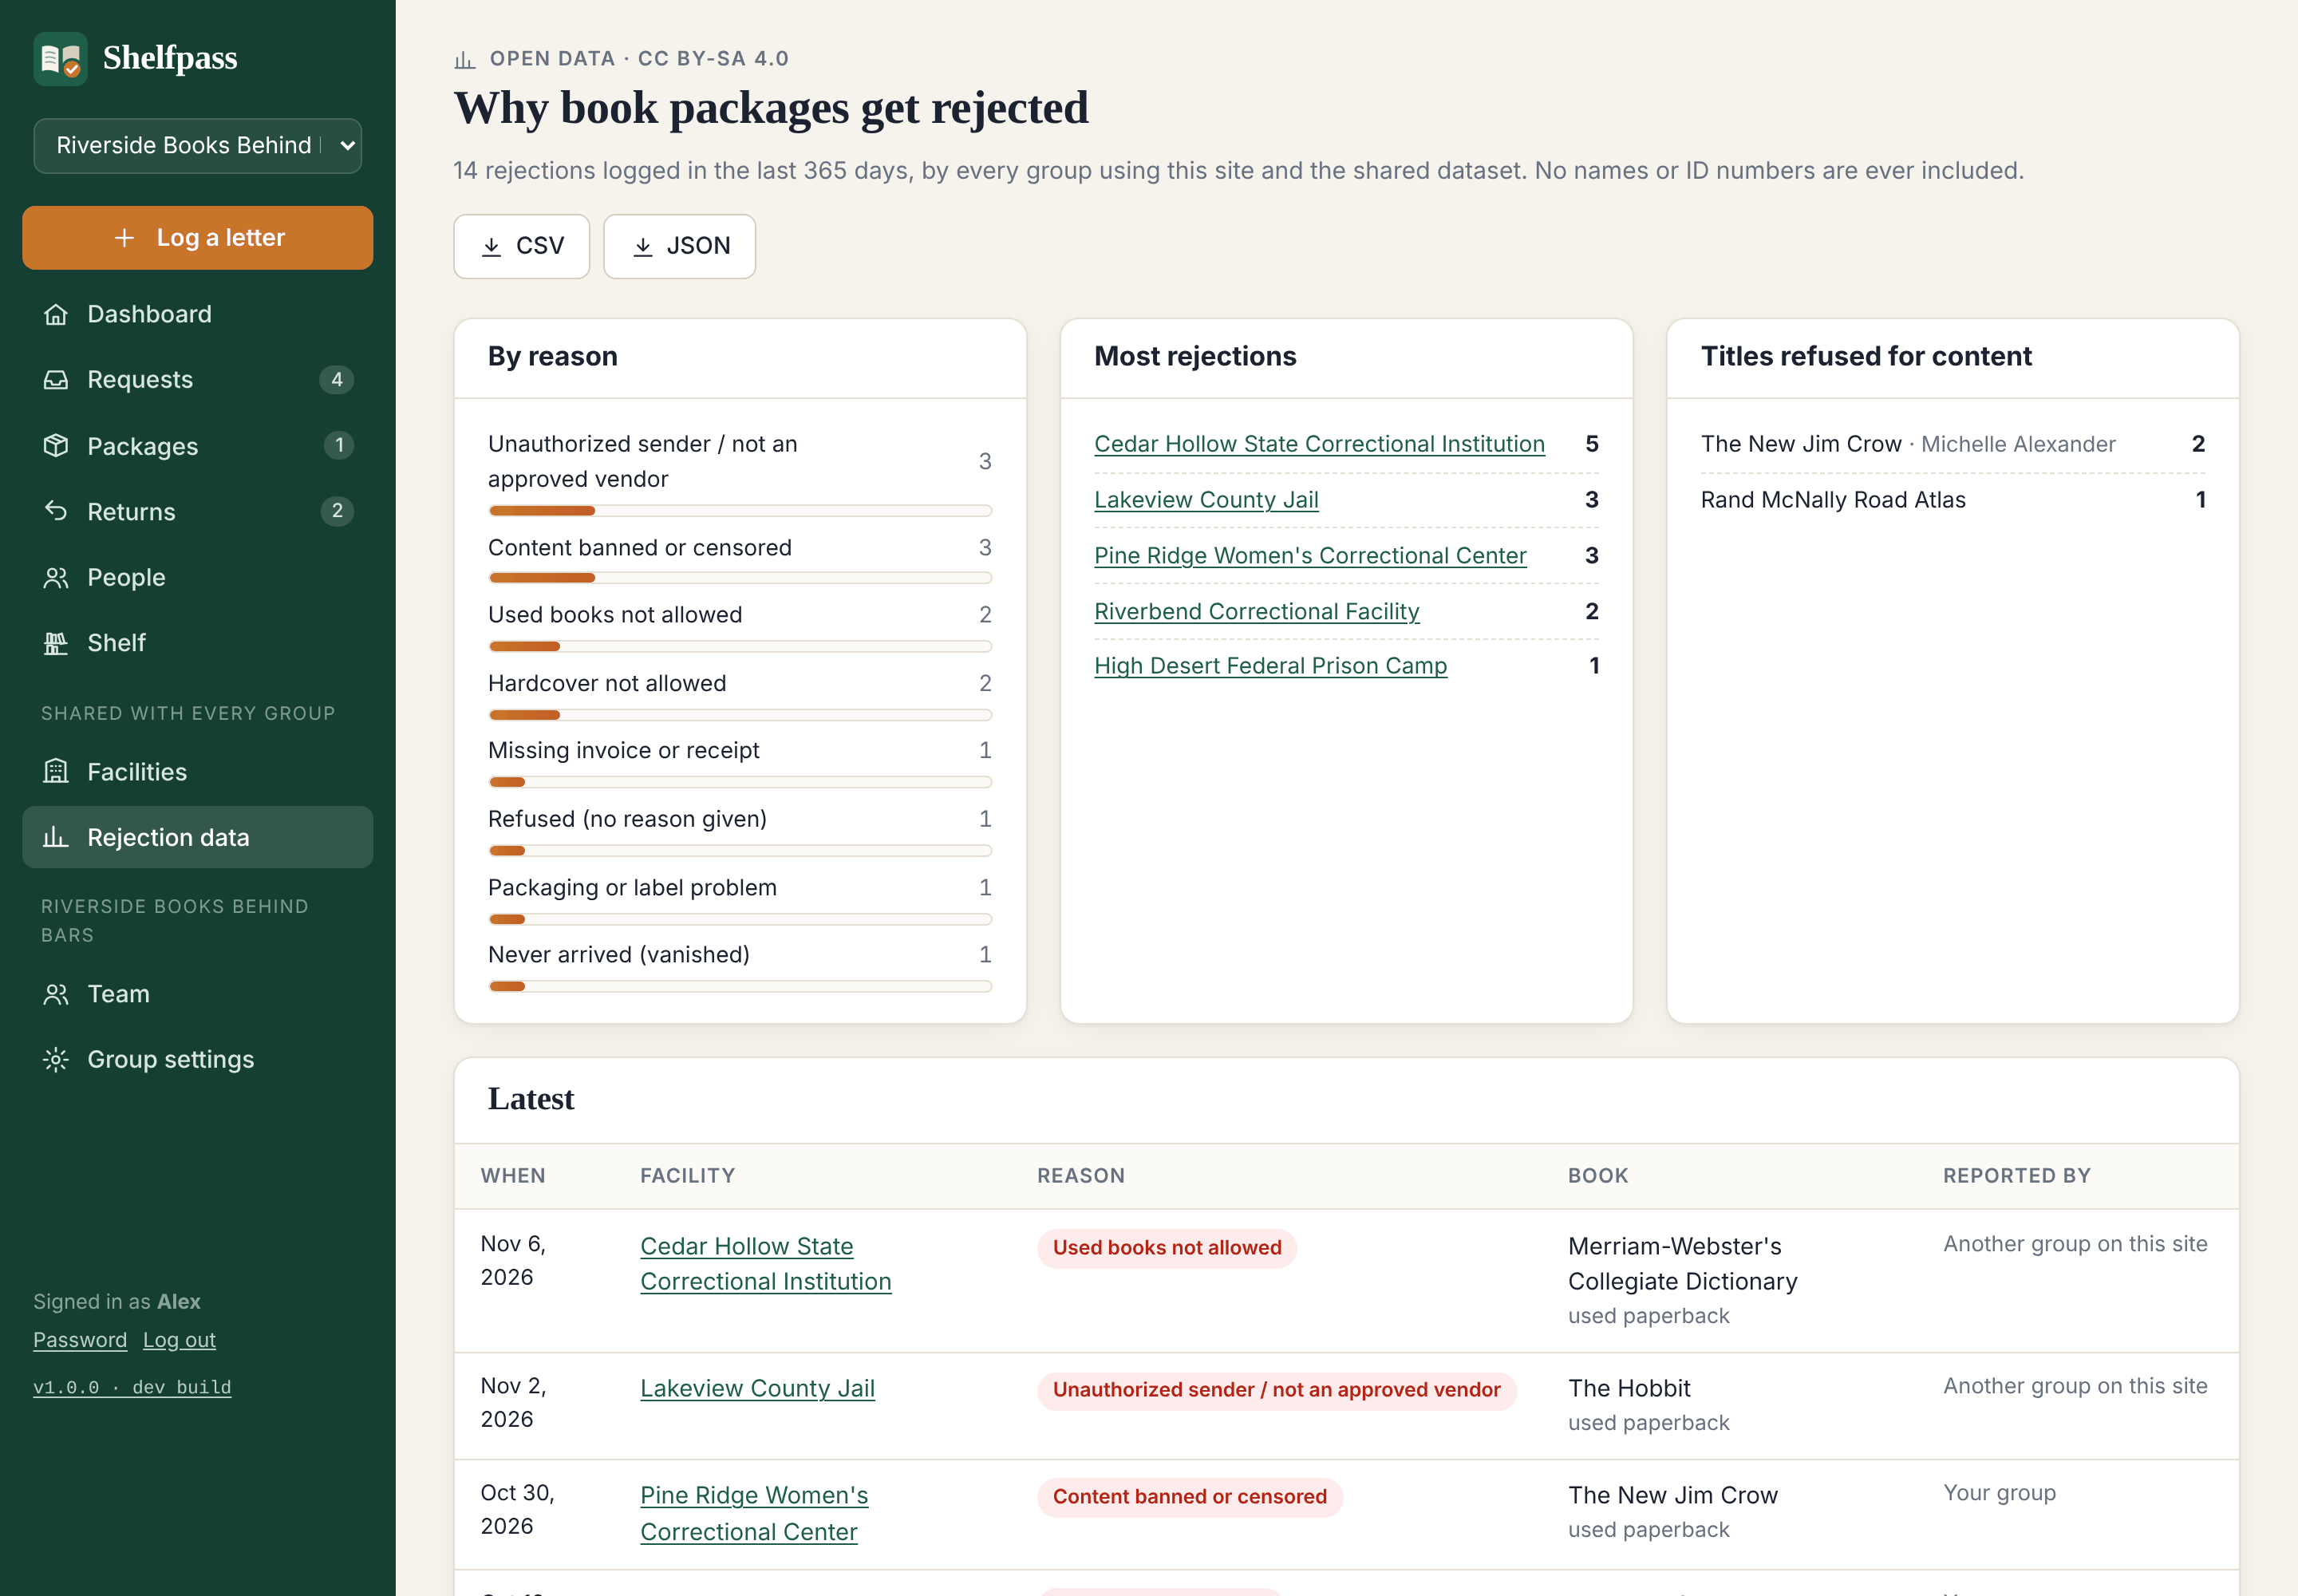 Shelfpass
Riverside Books Behind
Log a letter
Dashboard
Requests 4
Packages 1
Returns 2
People
Shelf
SHARED WITH EVERY GROUP
Facilities
Rejection data
RIVERSIDE BOOKS BEHIND
BARS
Team
Group settings
Signed in as Alex
Password Log out
v1.0.0 · dev build
OPEN DATA · CC BY-SA 4.0
Why book packages get rejected
14 rejections logged in the last 365 days, by every group using this site and the shared dataset. No names or ID numbers are ever included.
CSV JSON
By reason
Unauthorized sender / not an
approved vendor 3
Content banned or censored 3
Used books not allowed 2
Hardcover not allowed 2
Missing invoice or receipt 1
Refused (no reason given) 1
Packaging or label problem 1
Never arrived (vanished) 1
Most rejections
Cedar Hollow State Correctional Institution 5
Lakeview County Jail 3
Pine Ridge Women's Correctional Center 3
Riverbend Correctional Facility 2
High Desert Federal Prison Camp 1
Titles refused for content
The New Jim Crow · Michelle Alexander 2
Rand McNally Road Atlas 1
Latest
WHEN FACILITY REASON BOOK REPORTED BY
Nov 6,
2026
Cedar Hollow State
Correctional Institution
Used books not allowed
Merriam-Webster's
Collegiate Dictionary
used paperback
Another group on this site
Nov 2,
2026
Lakeview County Jail
Unauthorized sender / not an approved vendor
The Hobbit
used paperback
Another group on this site
Oct 30,
2026
Pine Ridge Women's
Correctional Center
Content banned or censored
The New Jim Crow
used paperback
Your group